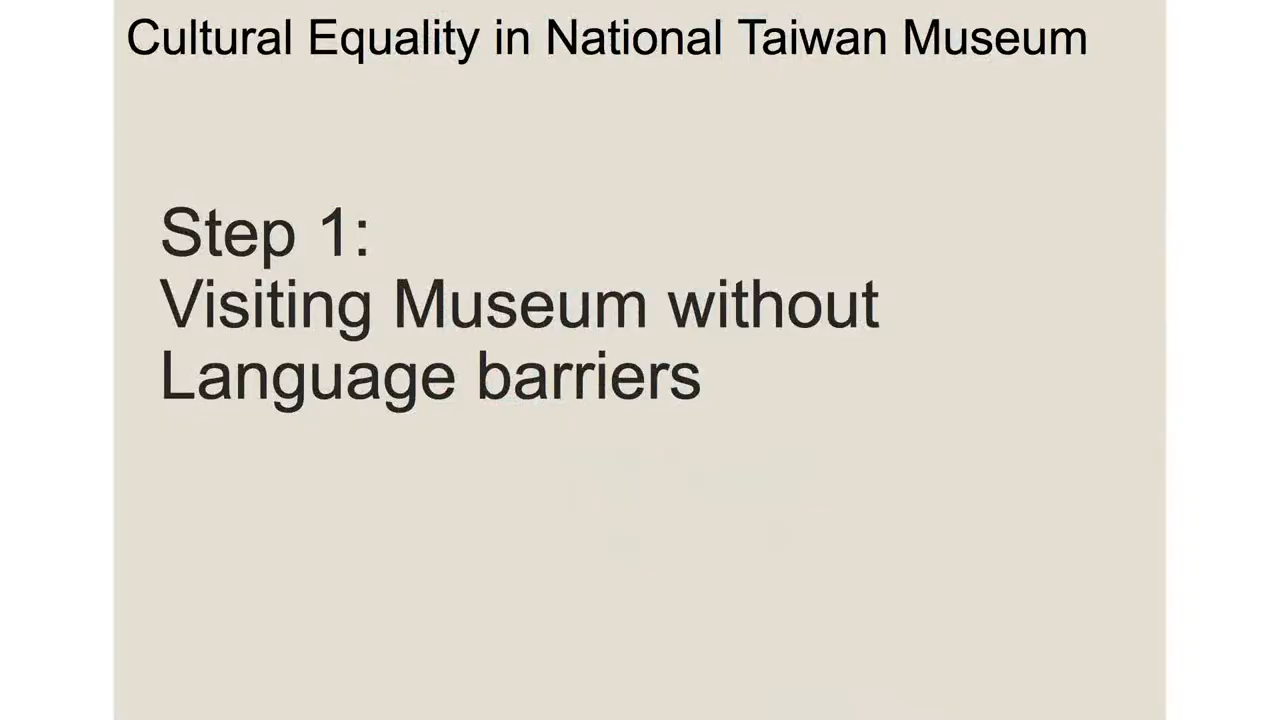 Cultural Equality in National Taiwan Museum
Step 1:
Visiting Museum without
Language barriers